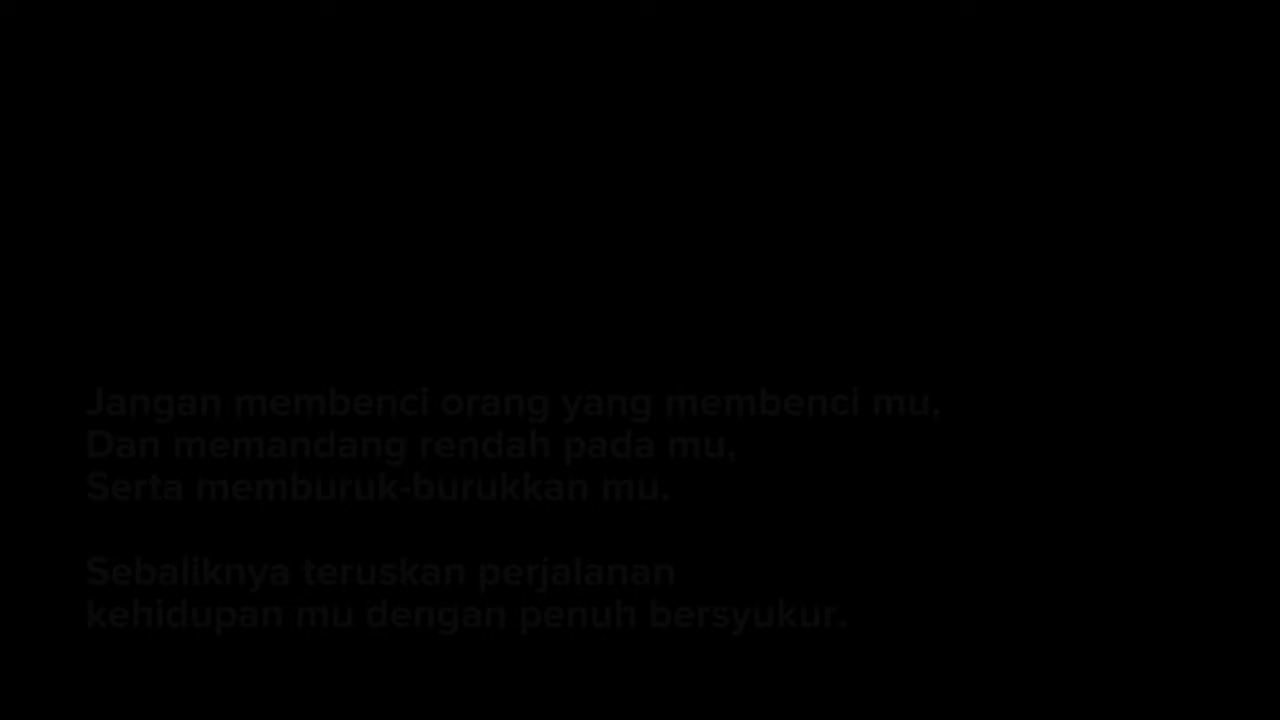 Jangan membenci orang yang membenci mu,
Dan memandang rendah pada mu,
Serta memburuk-burukkan mu.
Sebaliknya teruskan perjalanan
kehidupan mu dengan penuh bersyukur.